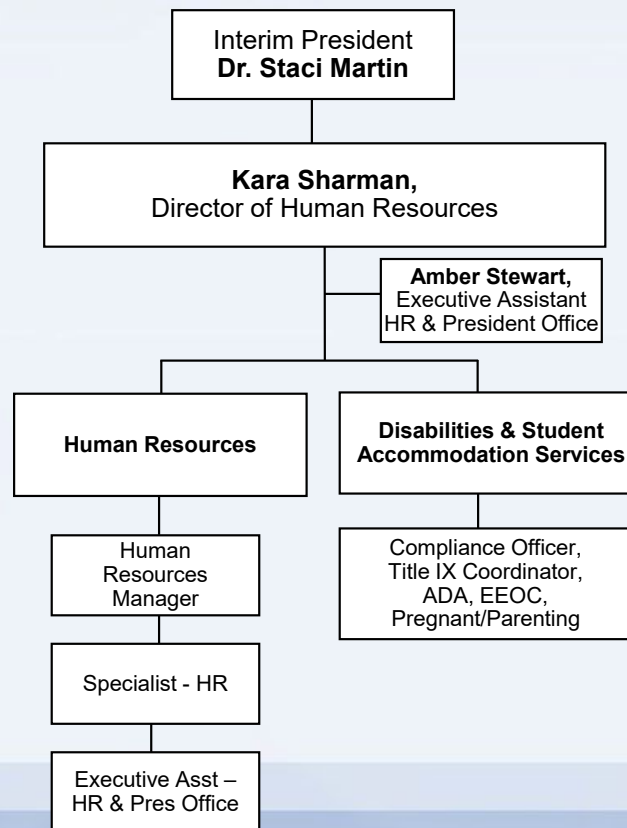 Interim President
Dr. Staci Martin
Kara Sharman,
Director of Human Resources
Amber Stewart,
Executive Assistant
HR & President Office
Human Resources
Disabilities & Student
Accommodation Services
Human
Resources
Manager
Compliance Officer,
Title IX Coordinator,
ADA, EEOC,
Pregnant/Parenting
Specialist - HR
Executive Asst –
HR & Pres Office